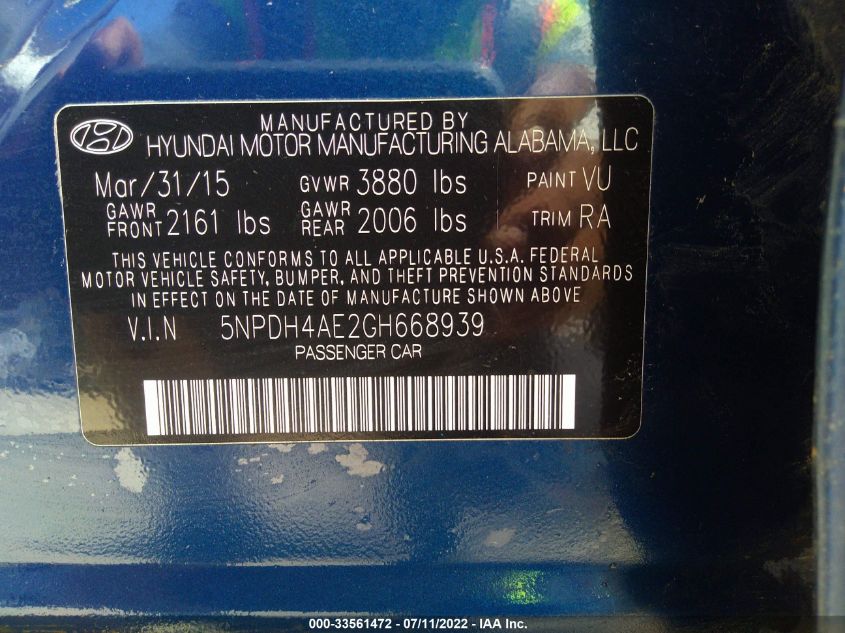 MANUFACTURED BY
HYUNDAI MOTOR MANUFACTURING ALABAMA, LLC
Mar/31/15 GVWR 3880 lbs PAINT VU
GAWR FRONT 2161 lbs GAWR REAR 2006 lbs TRIM RA
THIS VEHICLE CONFORMS TO ALL APPLICABLE U.S.A. FEDERAL
MOTOR VEHICLE SAFETY, BUMPER, AND THEFT PREVENTION STANDARDS
IN EFFECT ON THE DATE OF MANUFACTURE SHOWN ABOVE
V.I.N 5NPDH4AE2GH668939
PASSENGER CAR
000-33561472 - 07/11/2022 - IAA Inc.